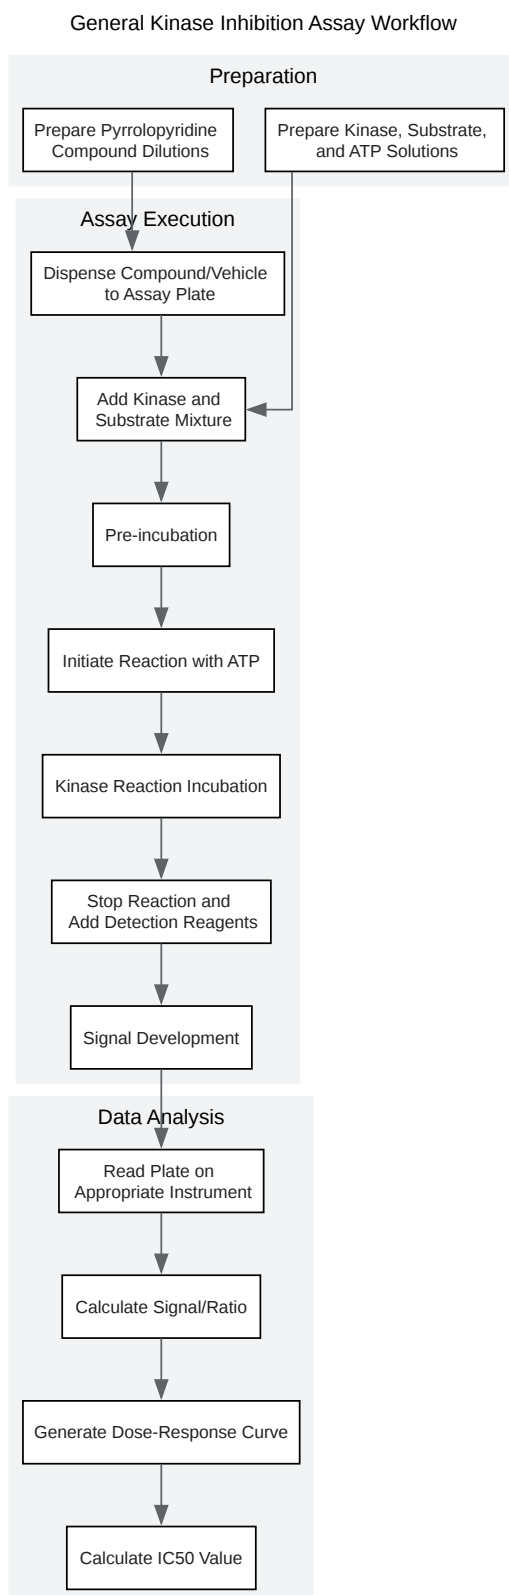 General Kinase Inhibition Assay Workflow
Preparation
Prepare Pyrrolopyridine
Compound Dilutions
Prepare Kinase, Substrate,
and ATP Solutions
Assay Execution
Dispense Compound/Vehicle
to Assay Plate
Add Kinase and
Substrate Mixture
Pre-incubation
Initiate Reaction with ATP
Kinase Reaction Incubation
Stop Reaction and
Add Detection Reagents
Signal Development
Data Analysis
Read Plate on
Appropriate Instrument
Calculate Signal/Ratio
Generate Dose-Response Curve
Calculate IC50 Value